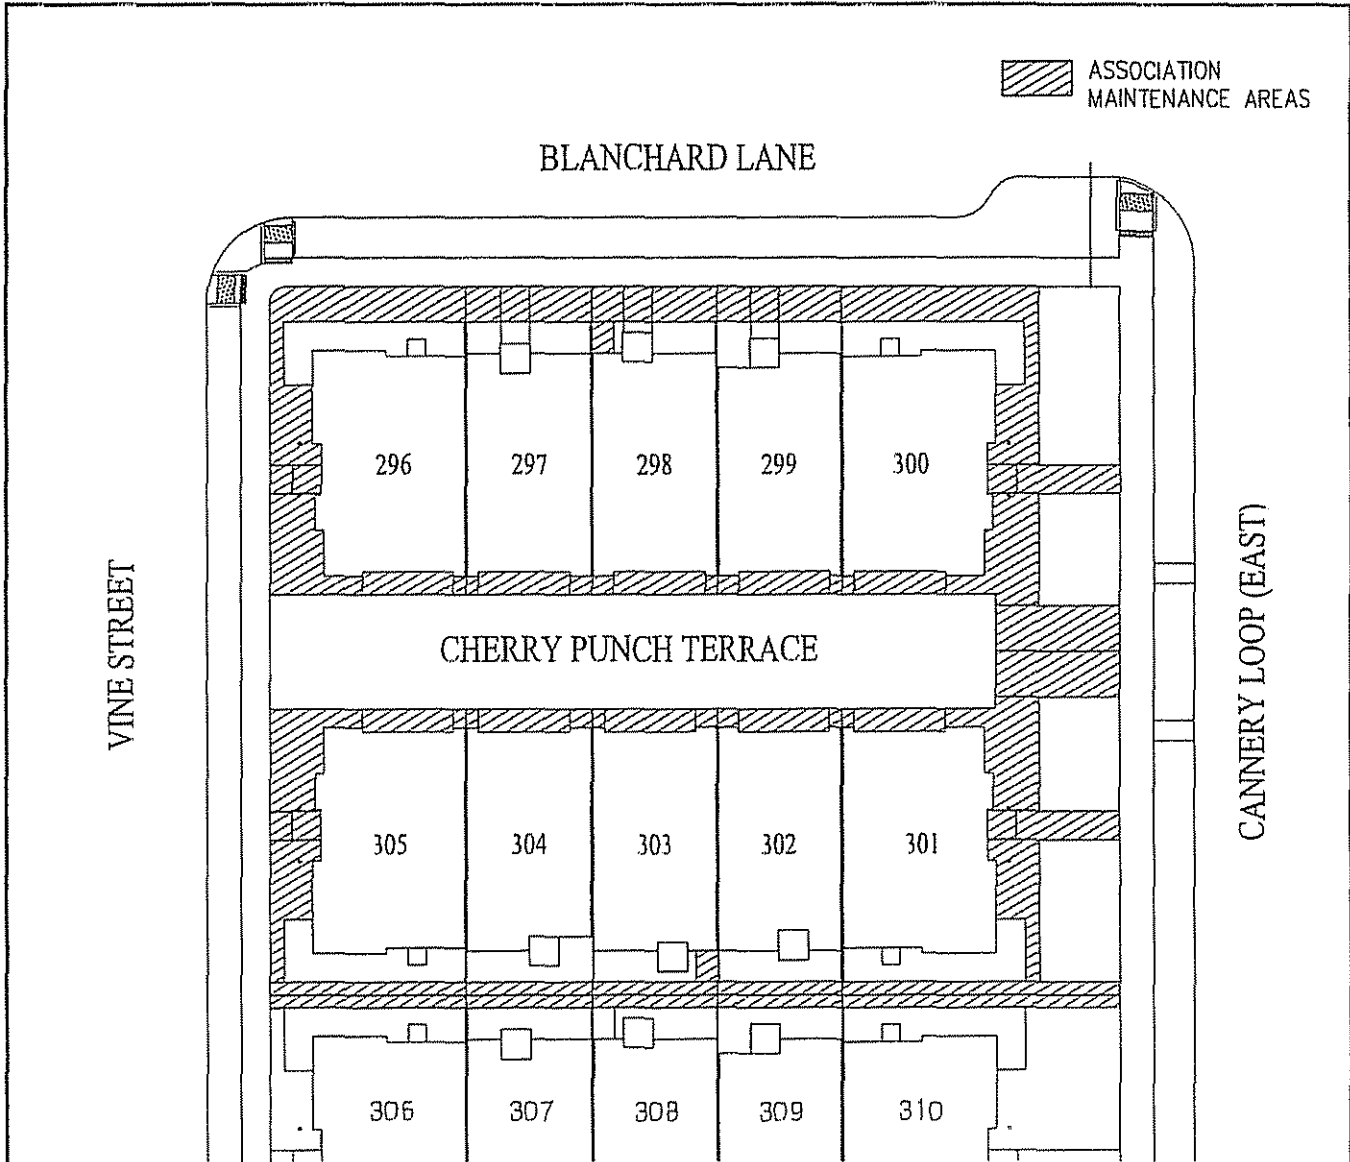 ASSOCIATION
MAINTENANCE AREAS
BLANCHARD LANE
296 297 298 299 300
VINE STREET
CHERRY PUNCH TERRACE
CANNERY LOOP (EAST)
305 304 303 302 301
306 307 308 309 310